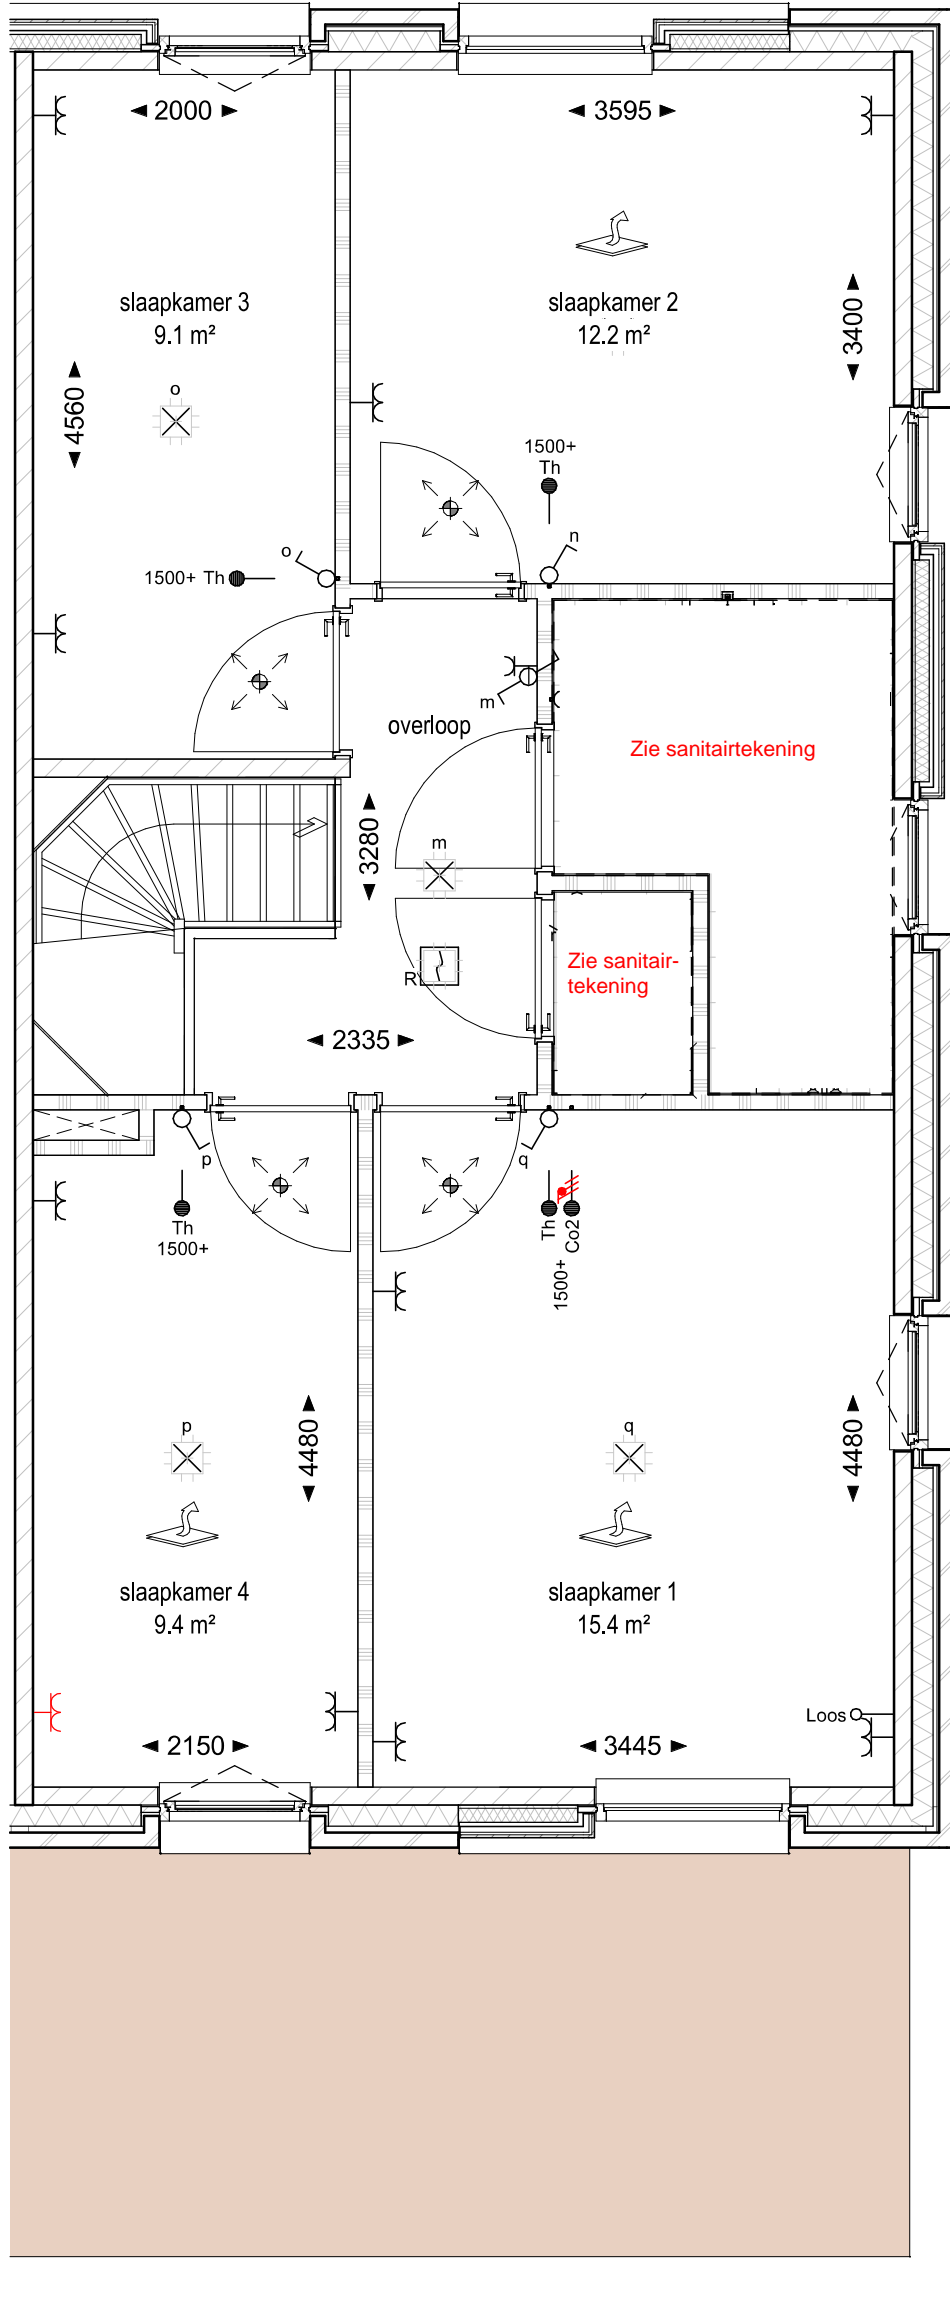 2000
3595
slaapkamer 3
9.1 m²
slaapkamer 2
12.2 m²
3400
4560
o
1500+
Th
n
o
1500+ Th
m
overloop
Zie sanitairtekening
3280
m
Zie sanitair-
tekening
R
2335
p
q
Th
1500+
Th
Co2
1500+
p
q
4480
4480
slaapkamer 4
9.4 m²
slaapkamer 1
15.4 m²
Loos
2150
3445